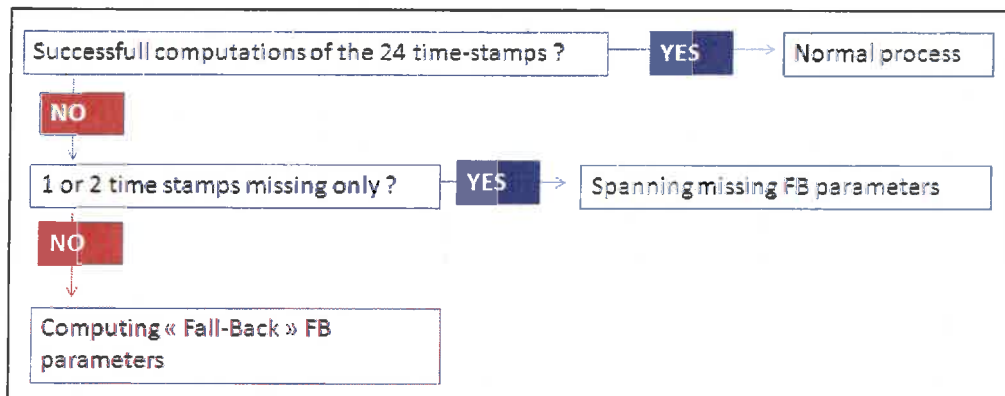 Successfull computations of the 24 time-stamps ?
YES
Normal process
NO
1 or 2 time stamps missing only ?
YES
Spanning missing FB parameters
NO
Computing « Fall-Back » FB
parameters